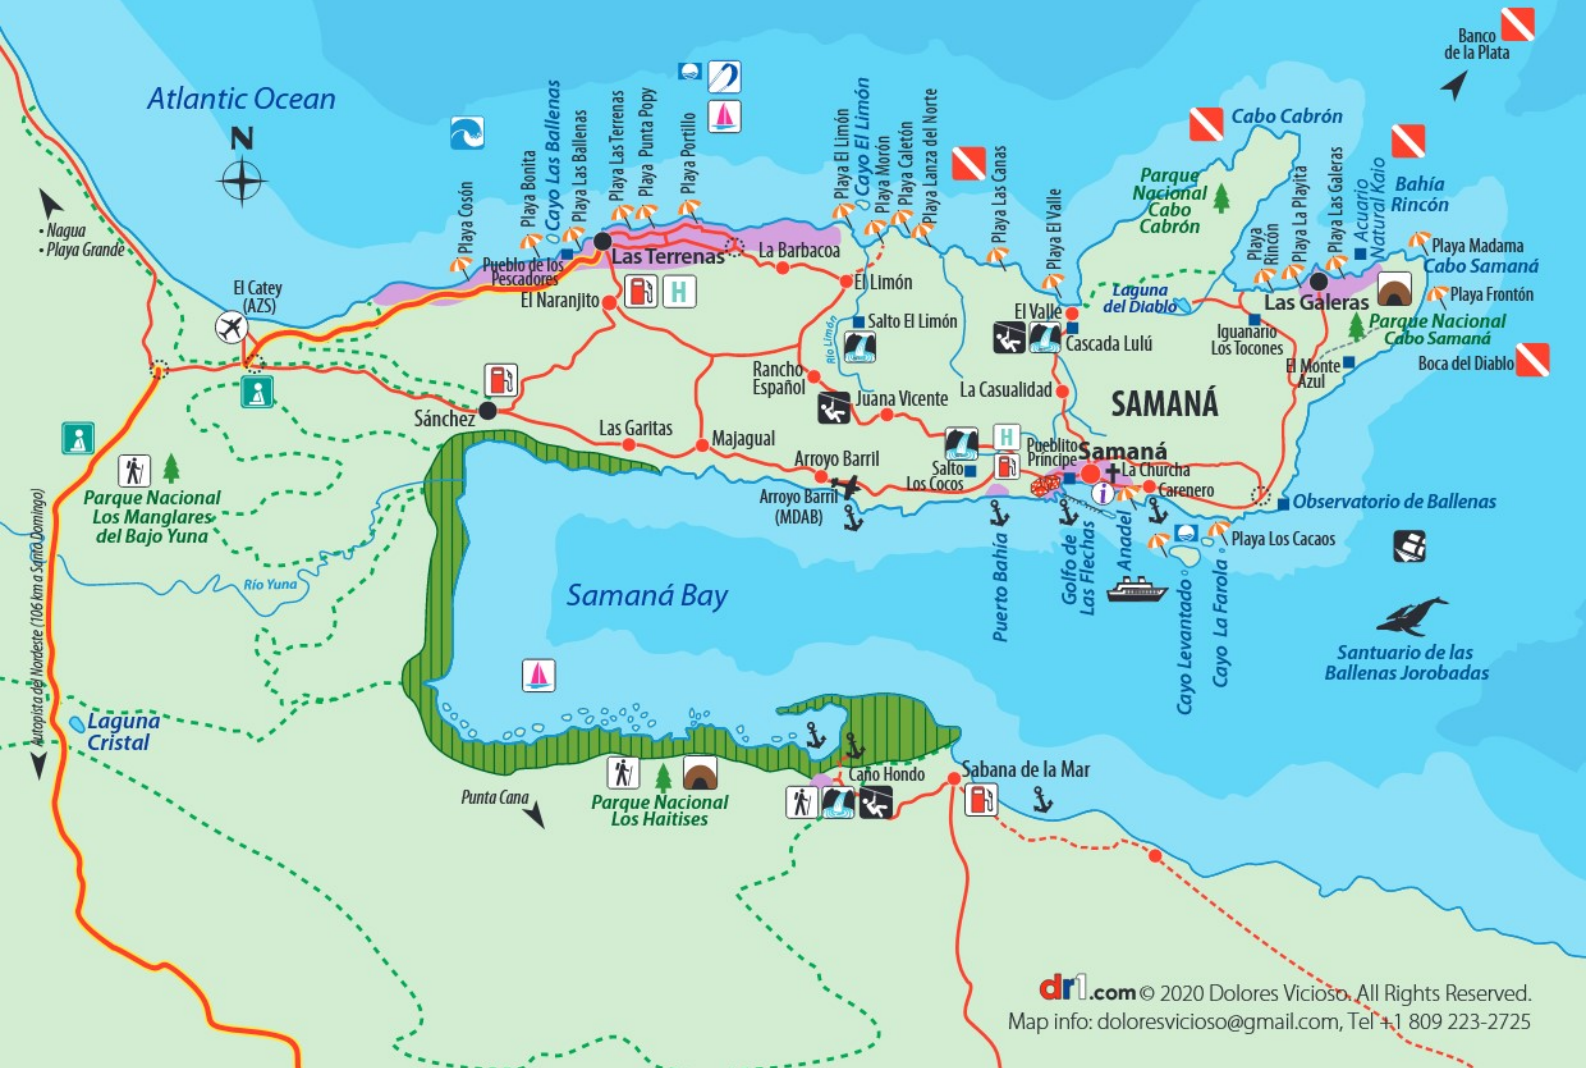 Banco
de la Plata
Atlantic Ocean
N
Cabo Cabrón
• Nagua
• Playa Grande
Playa Cosón
Playa Bonita
Cayo Las Ballenas
Playa Las Ballenas
Playa Las Terrenas
Playa Punta Popy
Playa Portillo
Playa El Limón
Cayo El Limón
Playa Morón
Playa Caletón
Playa Lanza del Norte
Playa Las Canas
Playa El Valle
Parque
Nacional
Cabo
Cabrón
Playa
Rincón
Playa La Playita
Playa Las Galeras
Acuario
Natural Kaio
Bahía
Rincón
Playa Madama
Cabo Samaná
Playa Frontón
Pueblo de los
Pescadores
Las Terrenas
La Barbacoa
El Limón
El Catey
(AZS)
El Naranjito
H
Salto El Limón
Río Limón
El Valle
Cascada Lulú
Laguna
del Diablo
Las Galeras
Iguanario
Los Tocones
Parque Nacional
Cabo Samaná
El Monte
Azul
Boca del Diablo
Rancho
Español
Juana Vicente
La Casualidad
SAMANÁ
Sánchez
Las Garitas
Majagual
Arroyo Barril
Arroyo Barril
(MDAB)
Salto
Los Cocos
H
Pueblito
Príncipe
Samaná
La Churcha
Carenero
i
Observatorio de Ballenas
Playa Los Cacaos
Puerto Bahía
Golfo de
Las Flechas
Anadel
Cayo Levantado
Cayo La Farola
Santuario de las
Ballenas Jorobadas
Parque Nacional
Los Manglares
del Bajo Yuna
Río Yuna
Autopista del Nordeste (106 km a Santo Domingo)
Samaná Bay
Laguna
Cristal
Punta Cana
Parque Nacional
Los Haitises
Caño Hondo
Sabana de la Mar
dr1.com © 2020 Dolores Vicioso. All Rights Reserved.
Map info: doloresvicioso@gmail.com, Tel +1 809 223-2725